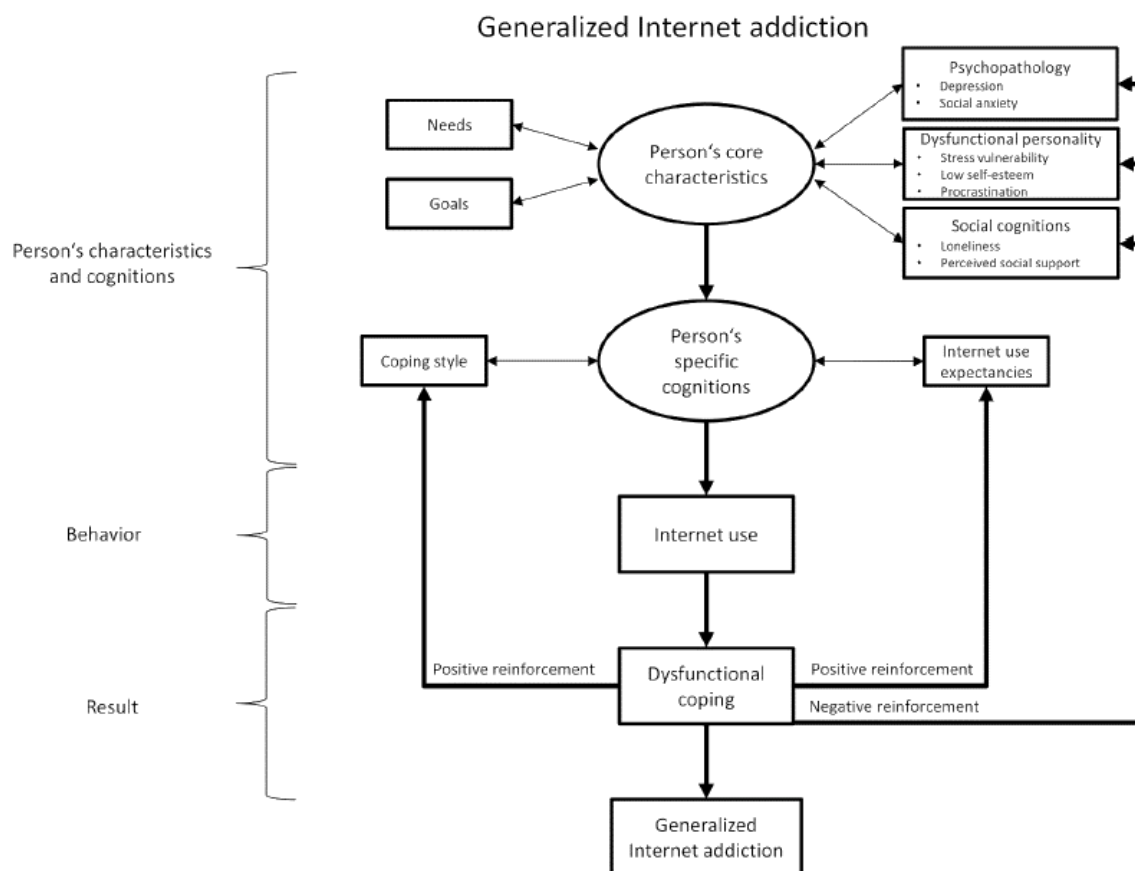 Generalized Internet addiction
Psychopathology
• Depression
• Social anxiety
Needs
Person's core
characteristics
Dysfunctional personality
• Stress vulnerability
• Low self-esteem
• Procrastination
Goals
Social cognitions
• Loneliness
• Perceived social support
Person's characteristics
and cognitions
Coping style
Person's
specific
cognitions
Internet use
expectancies
Behavior
Internet use
Positive reinforcement
Dysfunctional
coping
Positive reinforcement
Negative reinforcement
Result
Generalized
Internet addiction